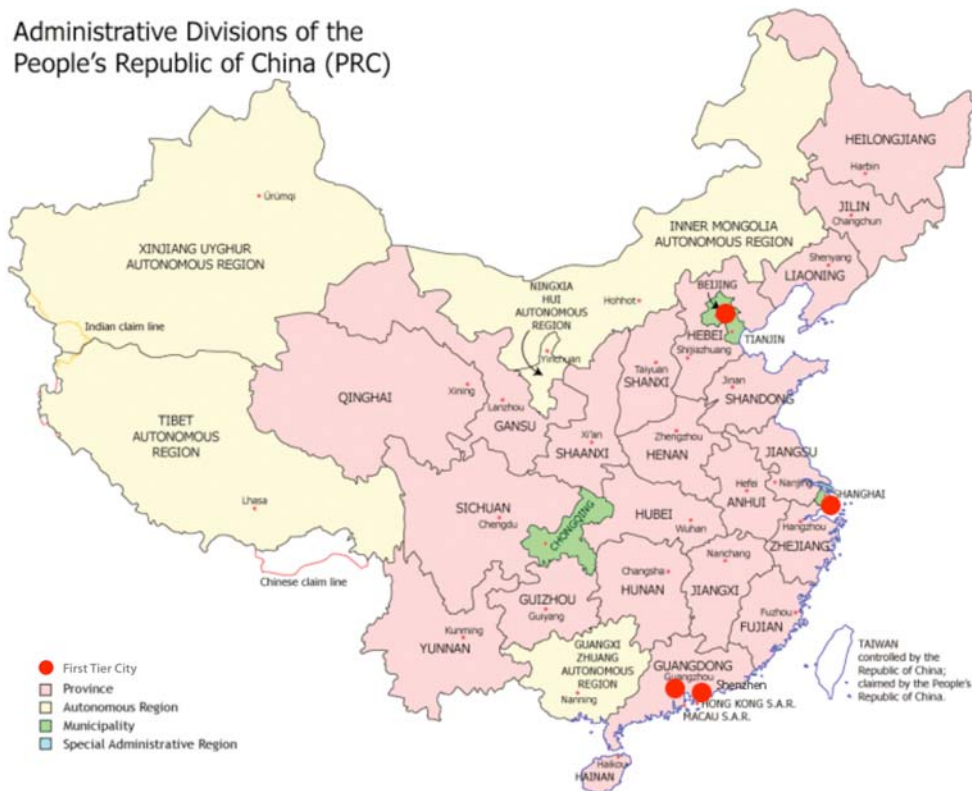 Administrative Divisions of the
People's Republic of China (PRC)
HEILONGJIANG
Harbin
JILIN
Changchun
Ürümqi
INNER MONGOLIA
AUTONOMOUS REGION
XINJIANG UYGHUR
AUTONOMOUS REGION
Shenyang
LIAONING
BEIJING
NINGXIA
HUI
AUTONOMOUS
REGION
Hohhot
Indian claim line
HEBEI
TIANJIN
Shijiazhuang
Yinchuan
Taiyuan
SHANXI
Jinan
SHANDONG
QINGHAI
Xining
Lanzhou
GANSU
TIBET
AUTONOMOUS
REGION
Xi'an
SHAANXI
Zhengzhou
HENAN
JIANGSU
Hefei
Nanjing
ANHUI
SHANGHAI
Lhasa
SICHUAN
Chengdu
CHONGQING
HUBEI
Wuhan
Hangzhou
ZHEJIANG
Chinese claim line
Nanchang
Changsha
HUNAN
JIANGXI
GUIZHOU
Guiyang
Fuzhou
FUJIAN
Kunming
YUNNAN
GUANGXI
ZHUANG
AUTONOMOUS
REGION
Nanning
GUANGDONG
Guangzhou
Shenzhen
HONG KONG S.A.R.
MACAU S.A.R.
TAIWAN
controlled by the
Republic of China;
claimed by the People's
Republic of China.
Haikou
HAINAN
First Tier City
Province
Autonomous Region
Municipality
Special Administrative Region